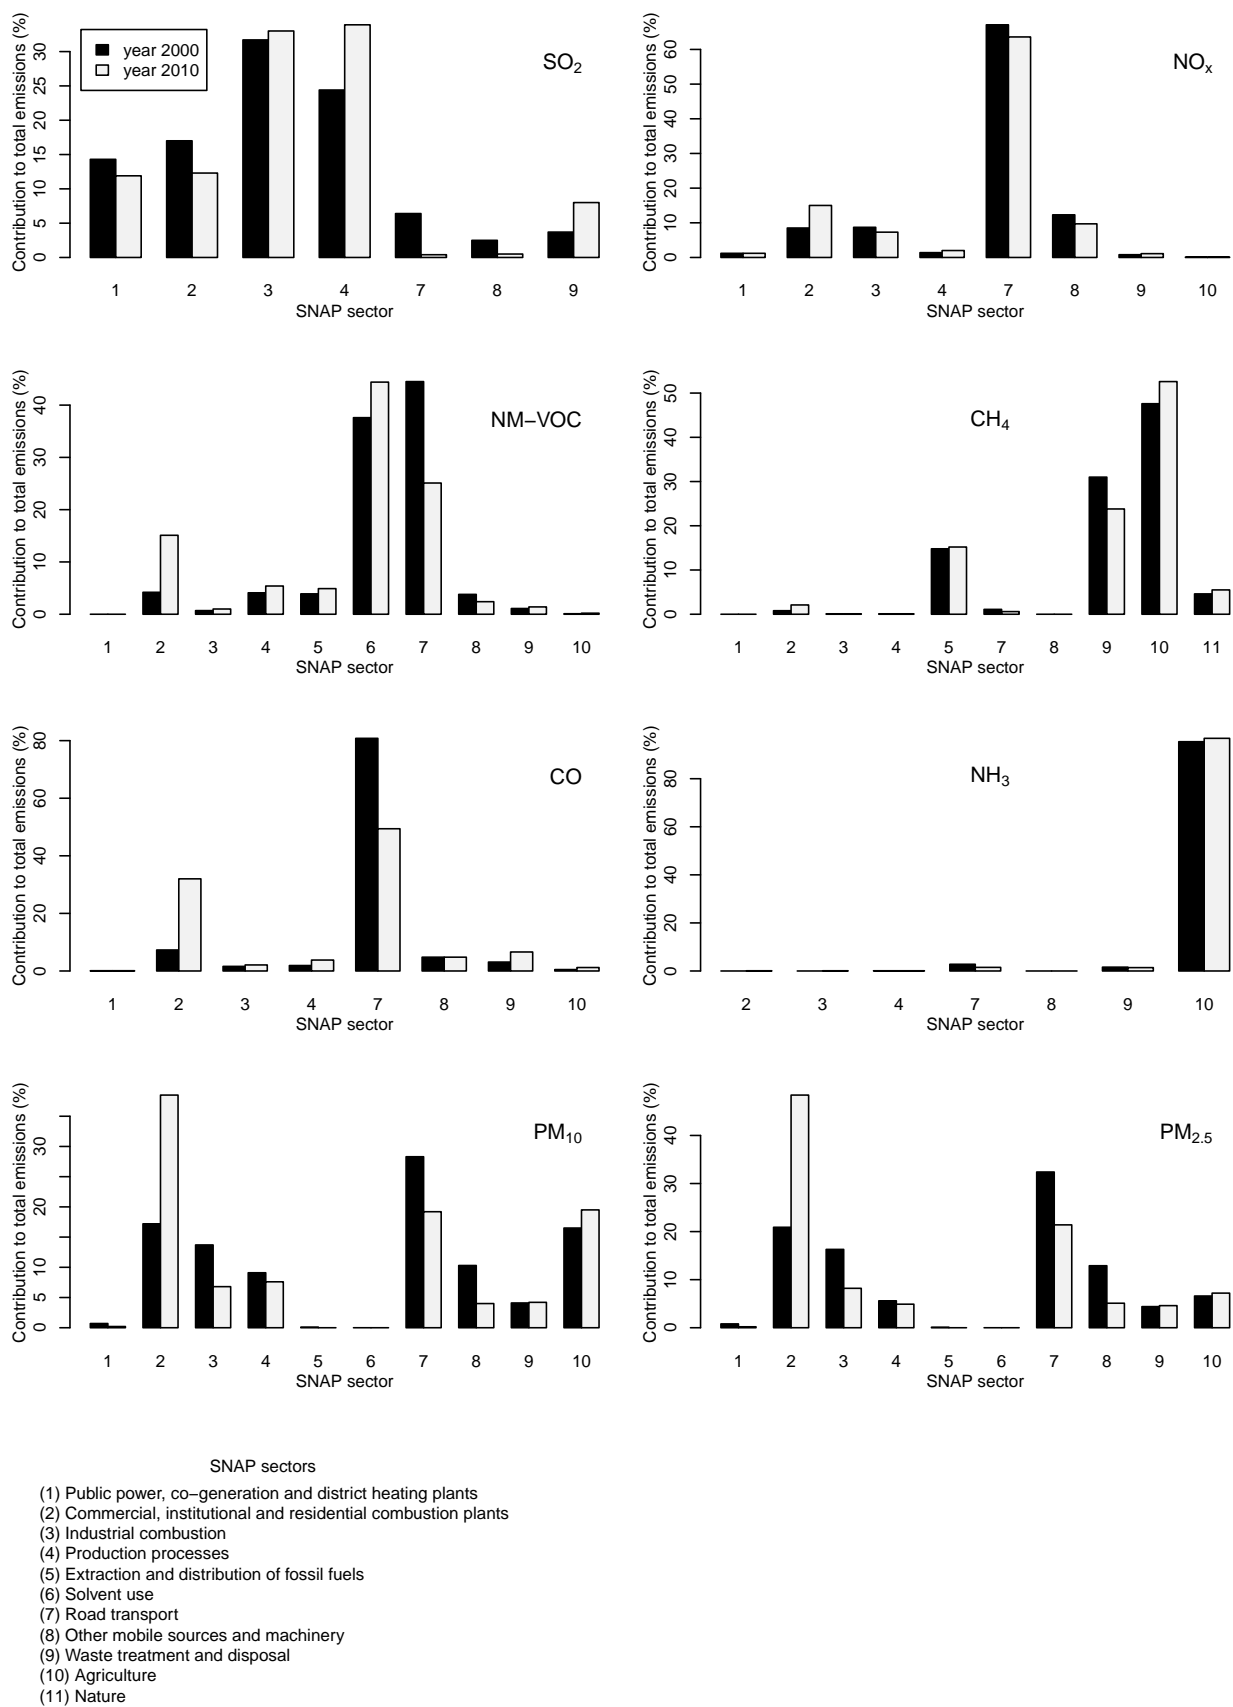 Contribution to total emissions (%)
0 5 10 15 20 25 30
year 2000
year 2010
SO2
1 2 3 4 7 8 9
SNAP sector
Contribution to total emissions (%)
0 10 20 30 40 50 60
NOx
1 2 3 4 7 8 9 10
SNAP sector
Contribution to total emissions (%)
0 10 20 30 40
NM−VOC
1 2 3 4 5 6 7 8 9 10
SNAP sector
Contribution to total emissions (%)
0 10 20 30 40 50
CH4
1 2 3 4 5 7 8 9 10 11
SNAP sector
Contribution to total emissions (%)
0 20 40 60 80
CO
1 2 3 4 7 8 9 10
SNAP sector
Contribution to total emissions (%)
0 20 40 60 80
NH3
2 3 4 7 8 9 10
SNAP sector
Contribution to total emissions (%)
0 5 10 20 30
PM10
1 2 3 4 5 6 7 8 9 10
SNAP sector
Contribution to total emissions (%)
0 10 20 30 40
PM2.5
1 2 3 4 5 6 7 8 9 10
SNAP sector
SNAP sectors
(1) Public power, co−generation and district heating plants
(2) Commercial, institutional and residential combustion plants
(3) Industrial combustion
(4) Production processes
(5) Extraction and distribution of fossil fuels
(6) Solvent use
(7) Road transport
(8) Other mobile sources and machinery
(9) Waste treatment and disposal
(10) Agriculture
(11) Nature